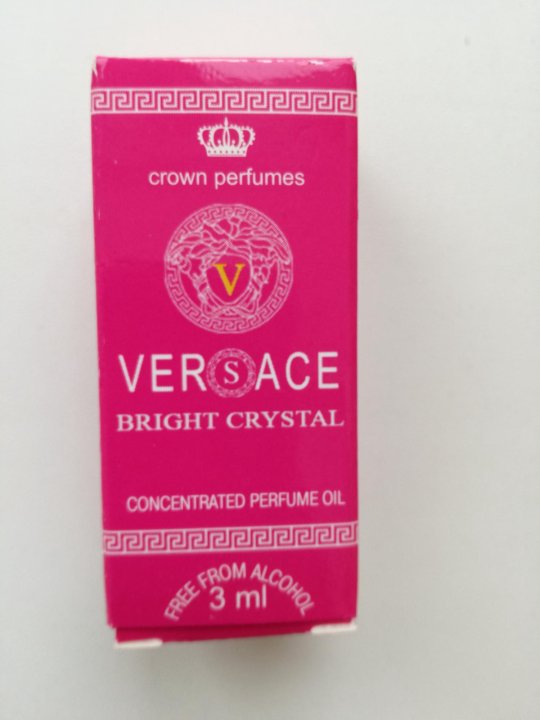 crown perfumes
V
VERSACE
BRIGHT CRYSTAL
CONCENTRATED PERFUME OIL
FREE FROM ALCOHOL
3 ml